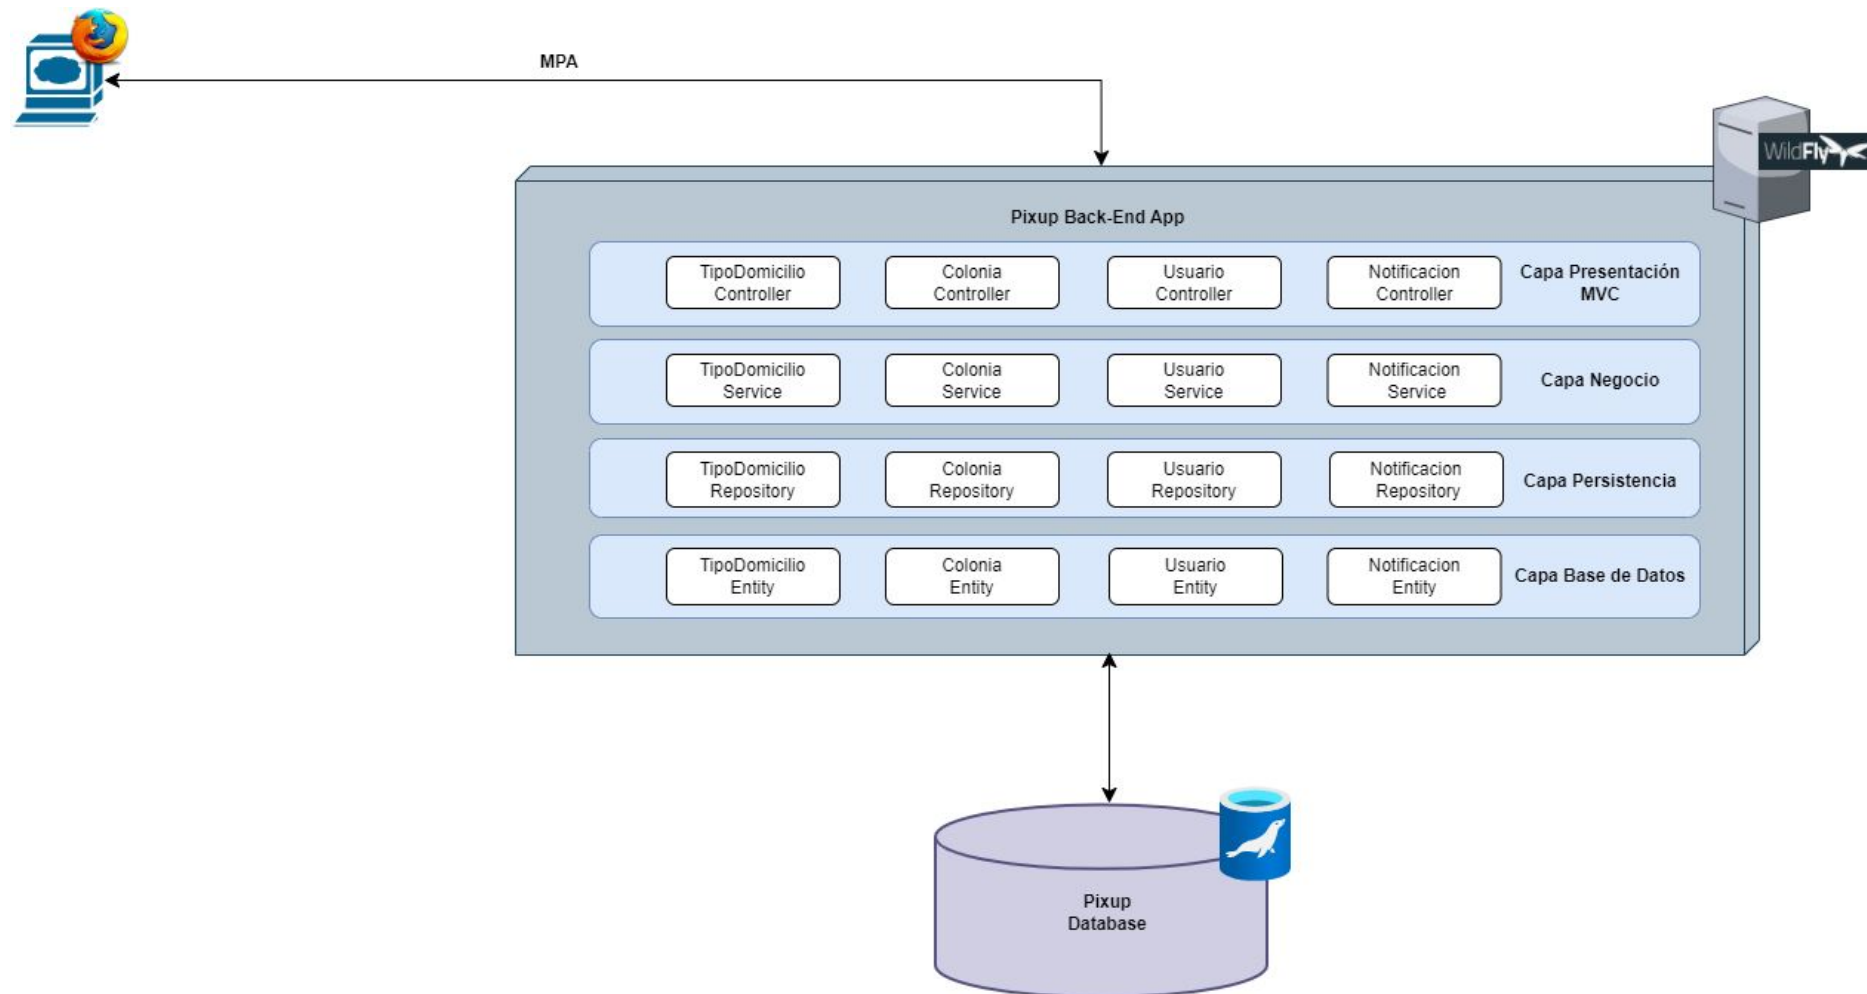 MPA
WildFly
Pixup Back-End App
TipoDomicilio
Controller
Colonia
Controller
Usuario
Controller
Notificacion
Controller
Capa Presentación
MVC
TipoDomicilio
Service
Colonia
Service
Usuario
Service
Notificacion
Service
Capa Negocio
TipoDomicilio
Repository
Colonia
Repository
Usuario
Repository
Notificacion
Repository
Capa Persistencia
TipoDomicilio
Entity
Colonia
Entity
Usuario
Entity
Notificacion
Entity
Capa Base de Datos
Pixup
Database